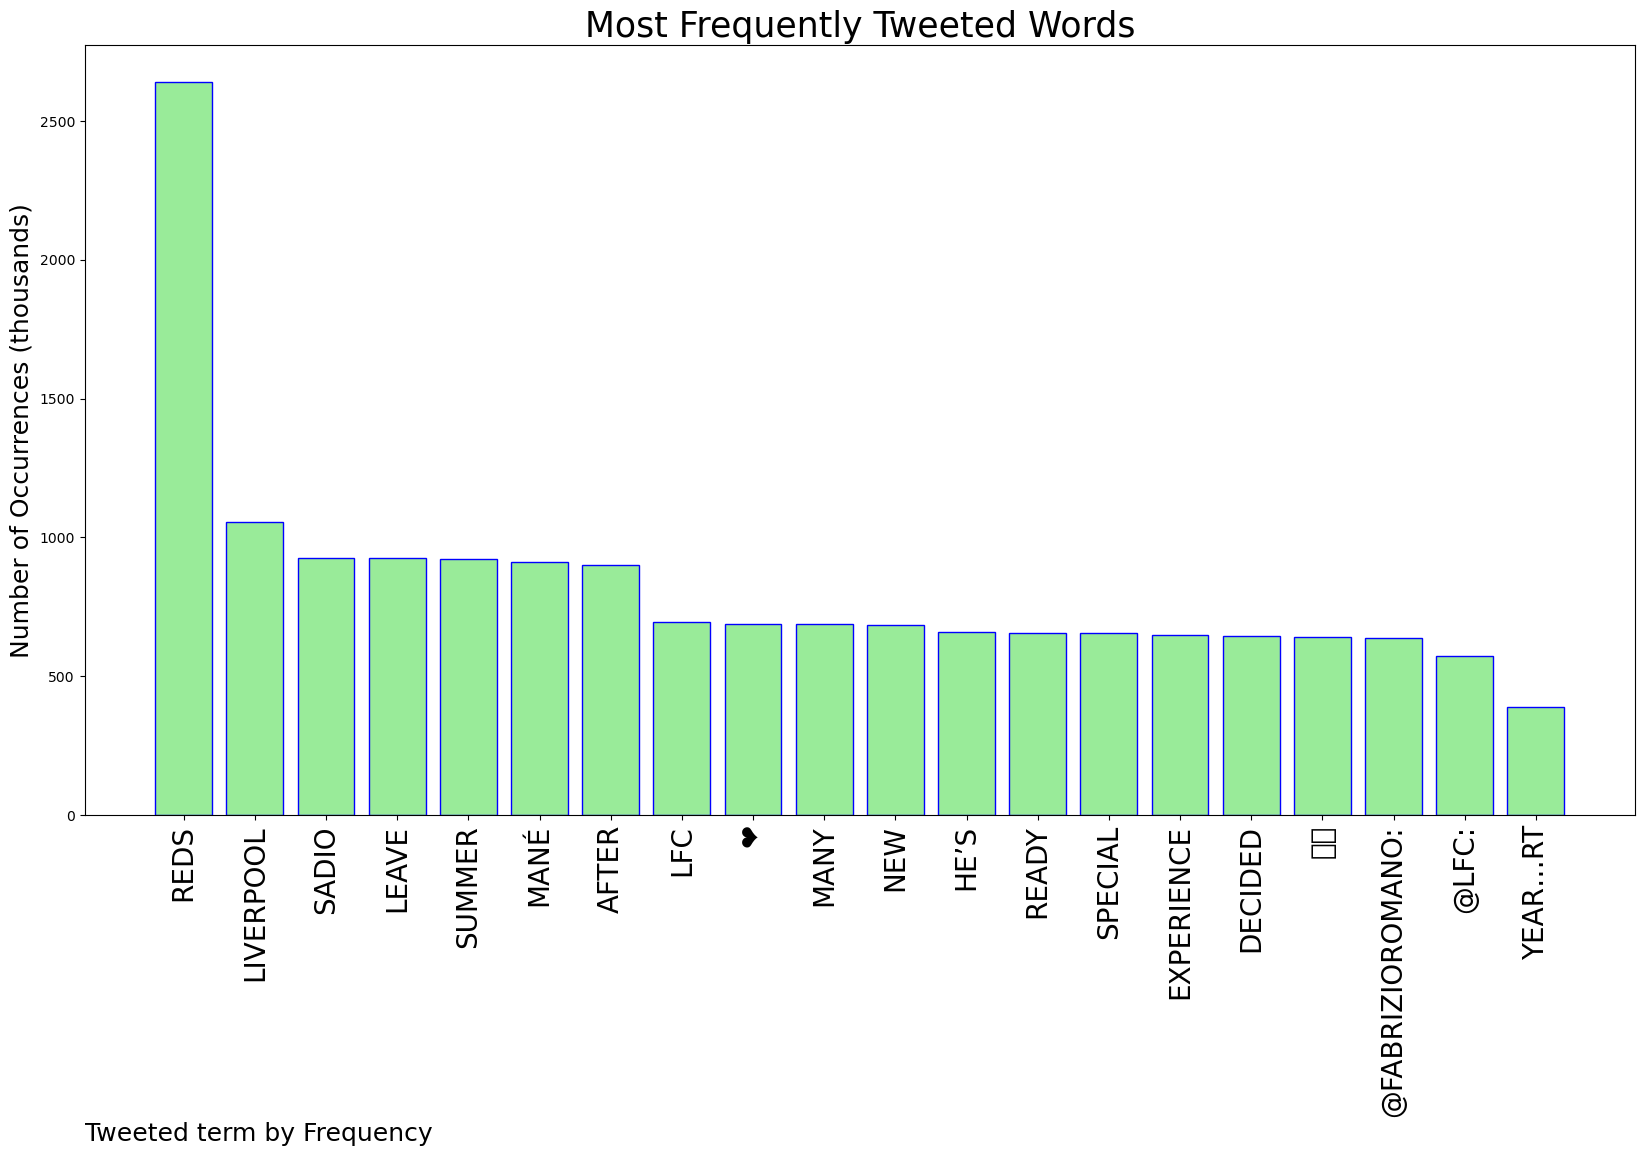 Most Frequently Tweeted Words
Number of Occurrences (thousands)
2500
2000
1500
1000
500
0
REDS
LIVERPOOL
SADIO
LEAVE
SUMMER
MANÉ
AFTER
LFC
❤
MANY
NEW
HE’S
READY
SPECIAL
EXPERIENCE
DECIDED
@FABRIZIOROMANO:
@LFC:
YEAR...RT
Tweeted term by Frequency